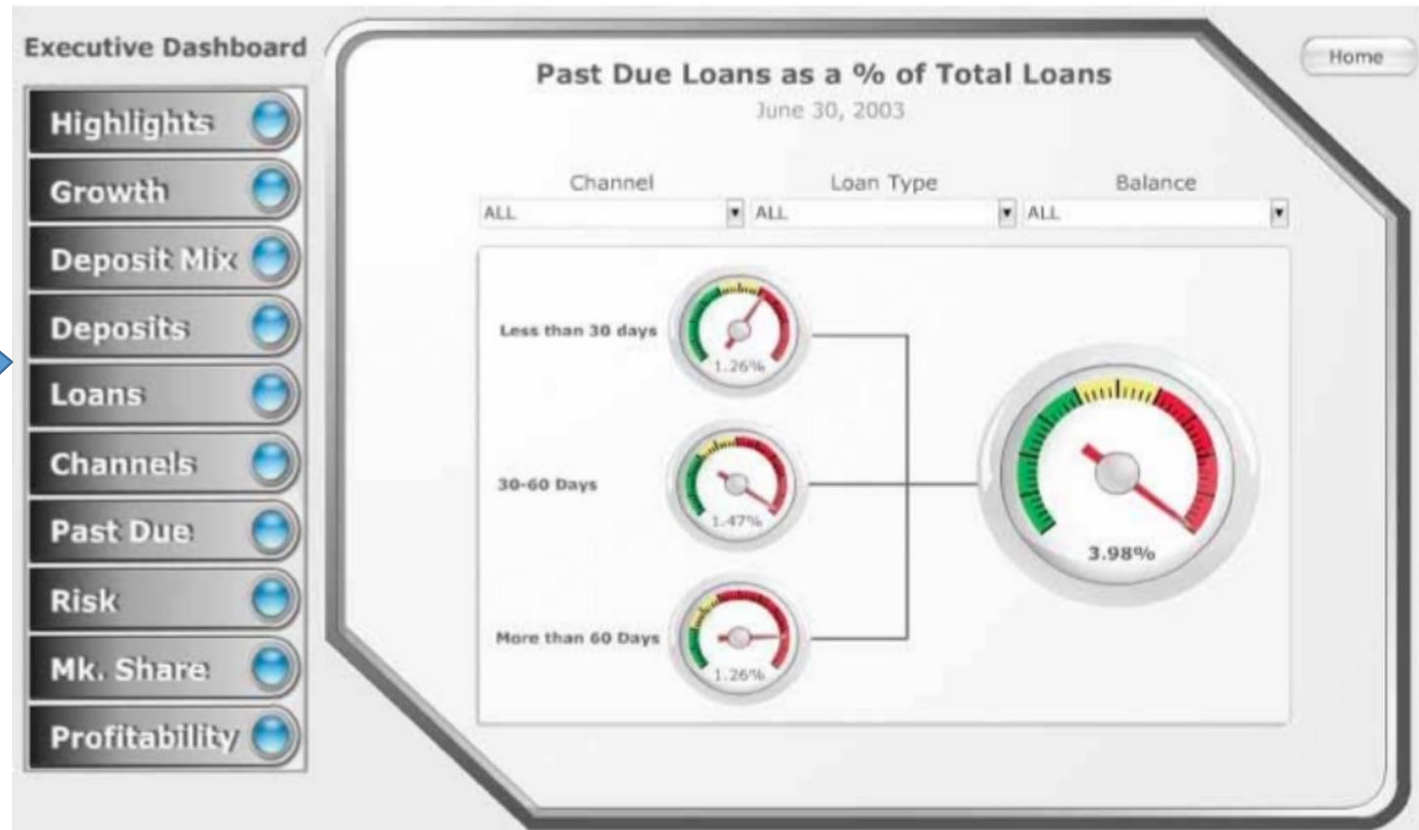 Executive Dashboard
Highlights
Growth
Deposit Mix
Deposits
Loans
Channels
Past Due
Risk
Mk. Share
Profitability
Home
Past Due Loans as a % of Total Loans
June 30, 2003
Channel Loan Type Balance
ALL ALL ALL
Less than 30 days
1.26%
30-60 Days
1.47%
More than 60 Days
1.26%
3.98%